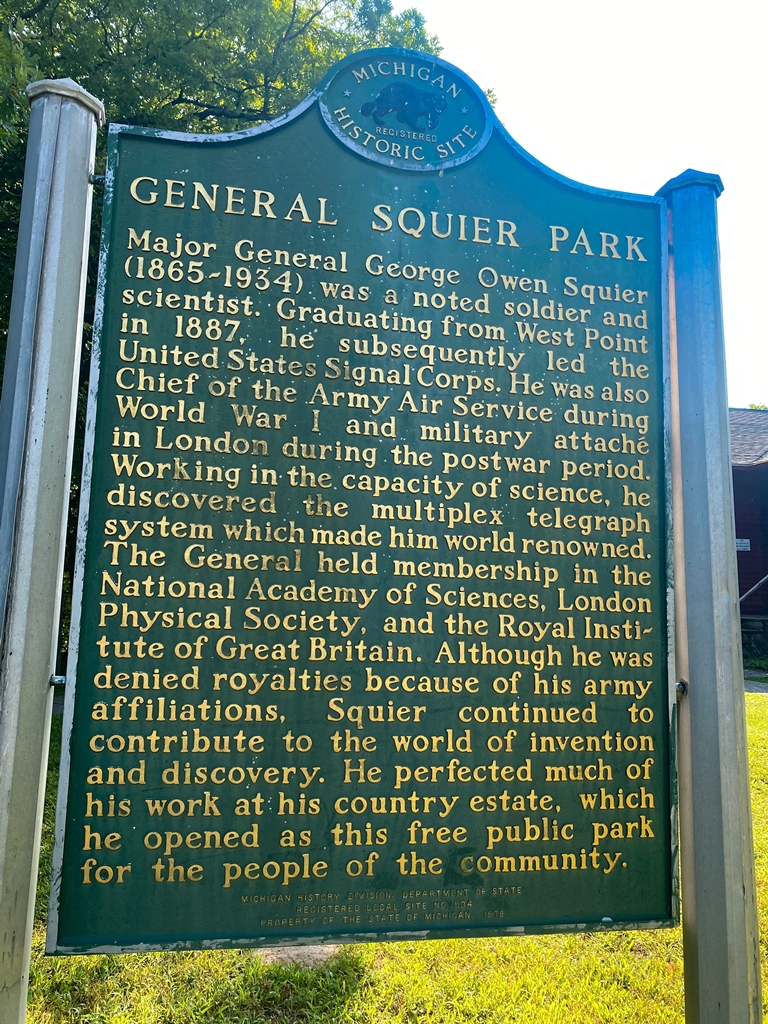 MICHIGAN
REGISTERED
HISTORIC SITE
GENERAL SQUIER PARK
Major General George Owen Squier
(1865-1934) was a noted soldier and
scientist. Graduating from West Point
in 1887, he subsequently led the
United States Signal Corps. He was also
Chief of the Army Air Service during
World War I and military attaché
in London during the postwar period.
Working in the capacity of science, he
discovered the multiplex telegraph
system which made him world renowned.
The General held membership in the
National Academy of Sciences, London
Physical Society, and the Royal Insti-
tute of Great Britain. Although he was
denied royalties because of his army
affiliations, Squier continued to
contribute to the world of invention
and discovery. He perfected much of
his work at his country estate, which
he opened as this free public park
for the people of the community.
MICHIGAN HISTORY DIVISION, DEPARTMENT OF STATE
REGISTERED LOCAL SITE NO.
PROPERTY OF THE STATE OF MICHIGAN, 1978